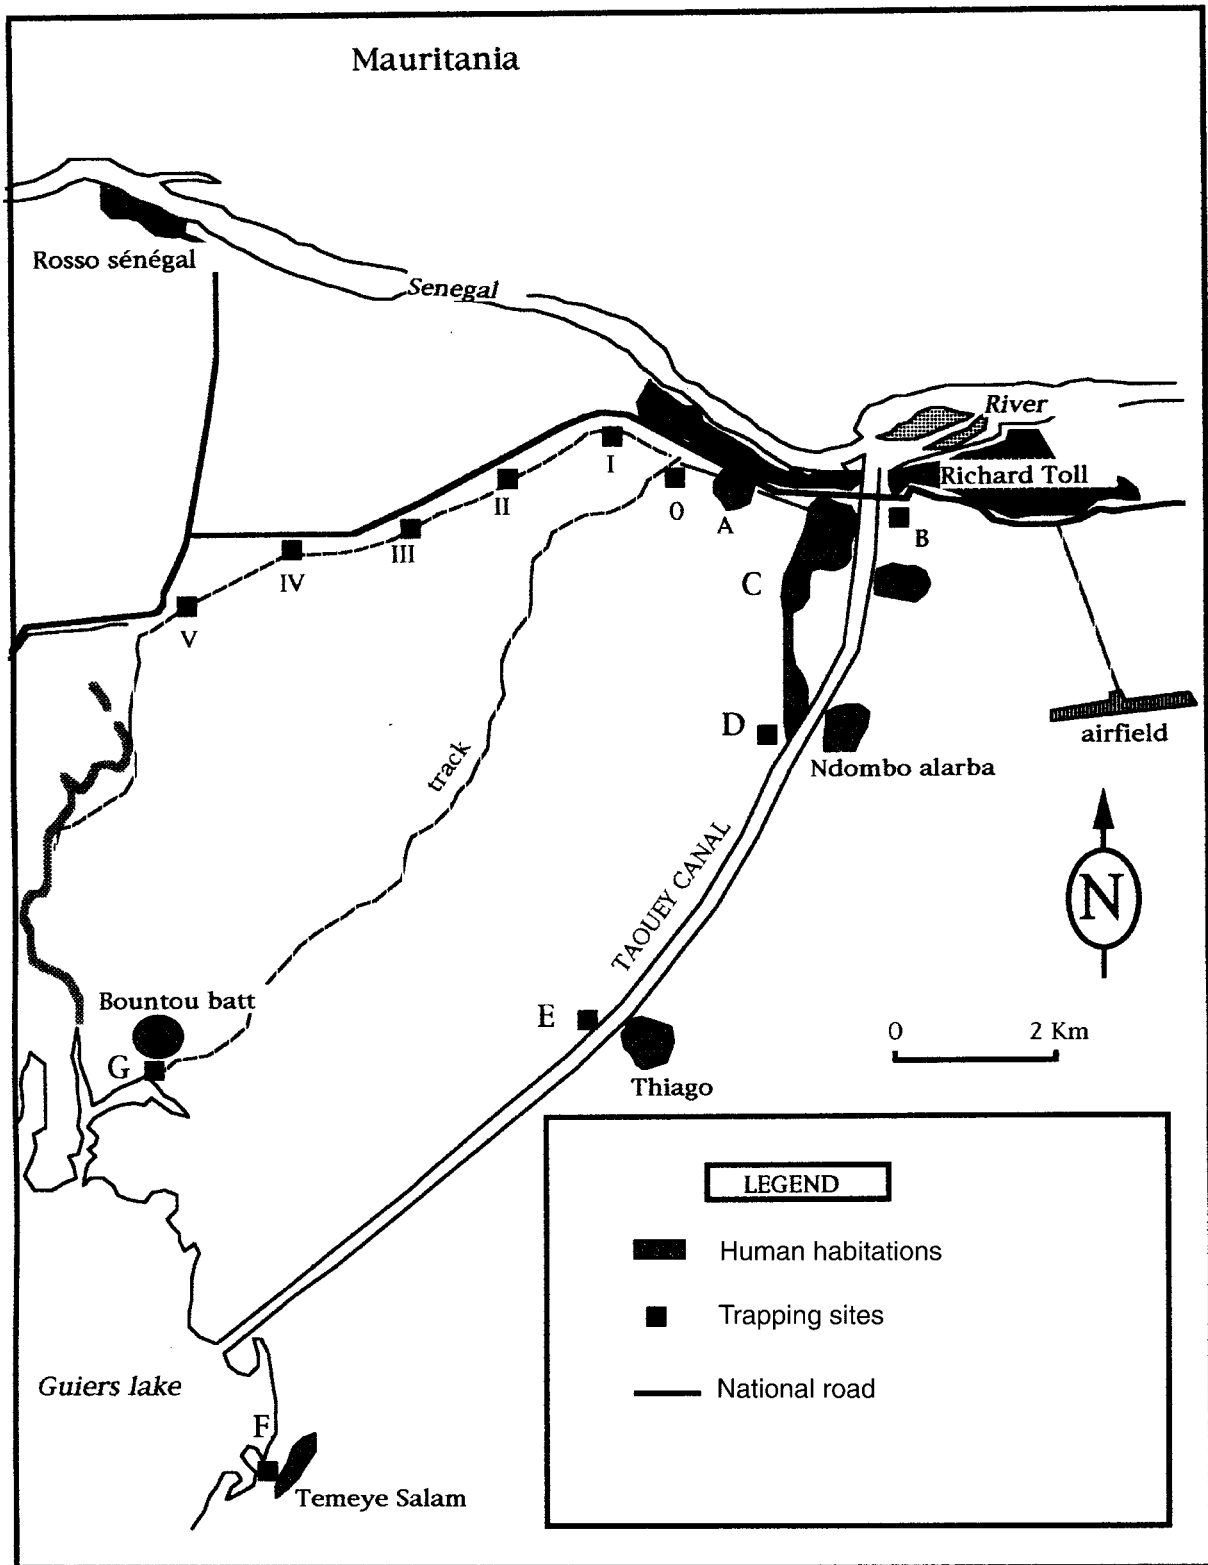 Mauritania
Rosso sénégal
Senegal
River
Richard Toll
I
II
0
A
B
III
IV
C
V
D
airfield
Ndombo alarba
track
TAOUEY CANAL
N
Bountou batt
E
0 2 Km
G
Thiago
LEGEND
Human habitations
Trapping sites
National road
Guiers lake
F
Temeye Salam